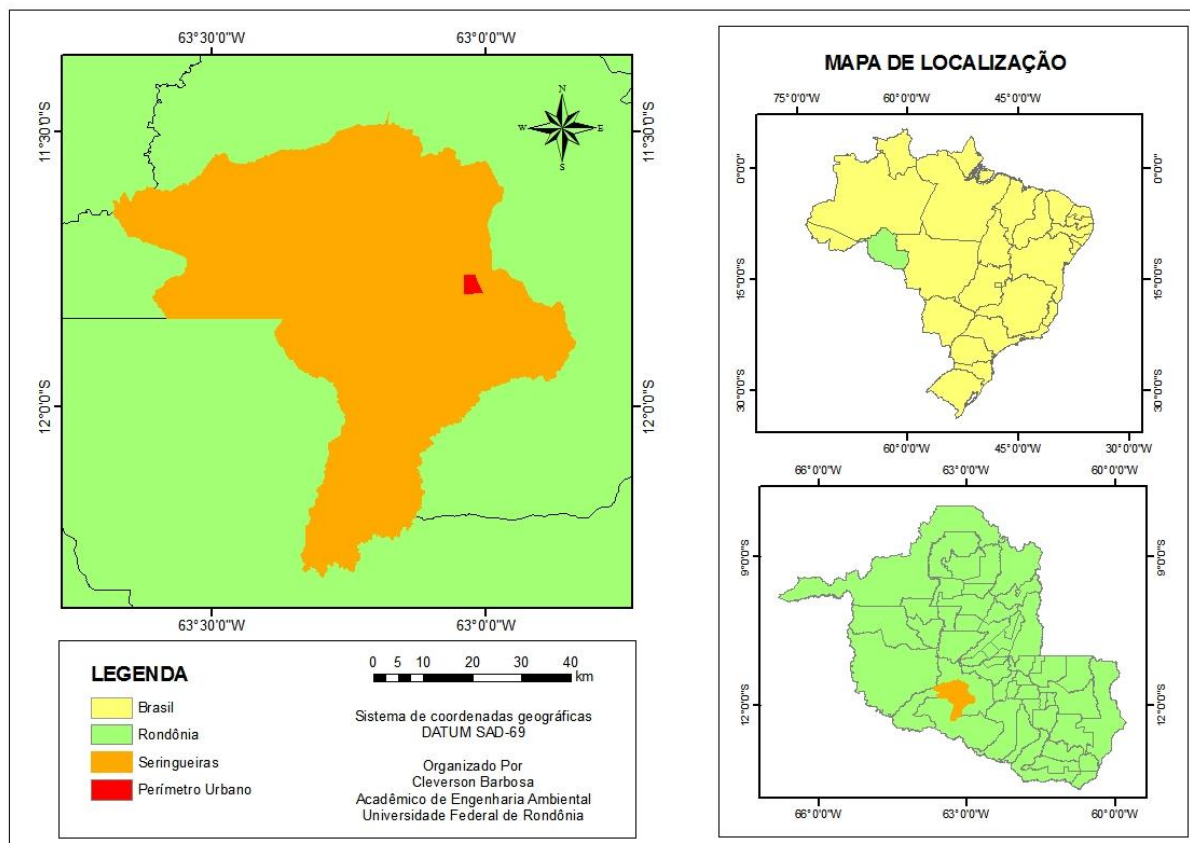 63°30'0"W 63°0'0"W
11°30'0"S 11°30'0"S
N
W E
S
12°0'0"S 12°0'0"S
63°30'0"W 63°0'0"W
LEGENDA
Brasil
Rondônia
Seringueiras
Perímetro Urbano
0 5 10 20 30 40
km
Sistema de coordenadas geográficas
DATUM SAD-69
Organizado Por
Cleverson Barbosa
Acadêmico de Engenharia Ambiental
Universidade Federal de Rondônia
MAPA DE LOCALIZAÇÃO
75°0'0"W 60°0'0"W 45°0'0"W
0°0'0" 0°0'0"
15°0'0"S 15°0'0"S
30°0'0"S 30°0'0"S
60°0'0"W 45°0'0"W 30°0'0"W
66°0'0"W 63°0'0"W 60°0'0"W
9°0'0"S 9°0'0"S
12°0'0"S 12°0'0"S
66°0'0"W 63°0'0"W 60°0'0"W